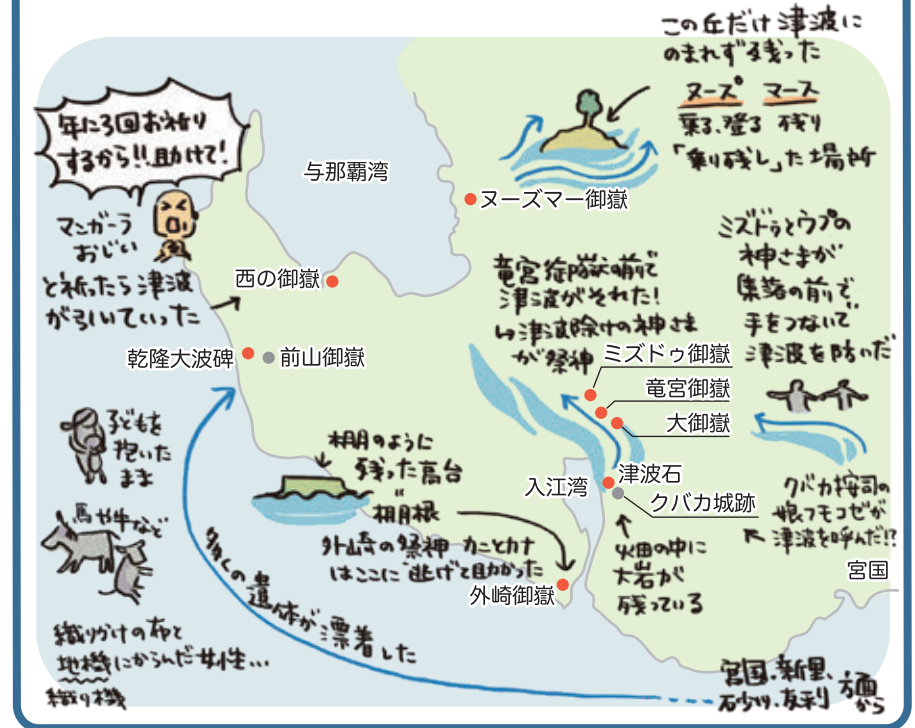 この丘だけ津波に
のまれず残った
ヌーズ マース
乗る、登る 残り
「乗り残し」た場所
年に3回お祈り
するから!!助けて!
与那覇湾
ヌーズマー御嶽
マンガーラ
おじい
と祈ったら津波
が引いていった
西の御嶽
乾隆大波碑
前山御嶽
竜宮御嶽の前で
津波がそれた!
↳津波除けの神さま
が祭神
ミズドゥとウプの
神さまが
集落の前で
手をつないで
津波を防いだ
ミズドゥ御嶽
竜宮御嶽
大御嶽
津波石
クバカ城跡
入江湾
子どもを
抱いた
まま
馬や牛など
棚のように
残った高台
=
棚根
外崎の祭神 カニとカナ
はここに逃げて助かった
外崎御嶽
畑の中に
大岩が
残っている
クバカ按司の
娘フモコゼが
津波を呼んだ!?
宮国
多くの遺体が漂着した
織りかけの布と
地機にからんだ女性…
織り機
宮国、新里、
砂川、友利 方面
から